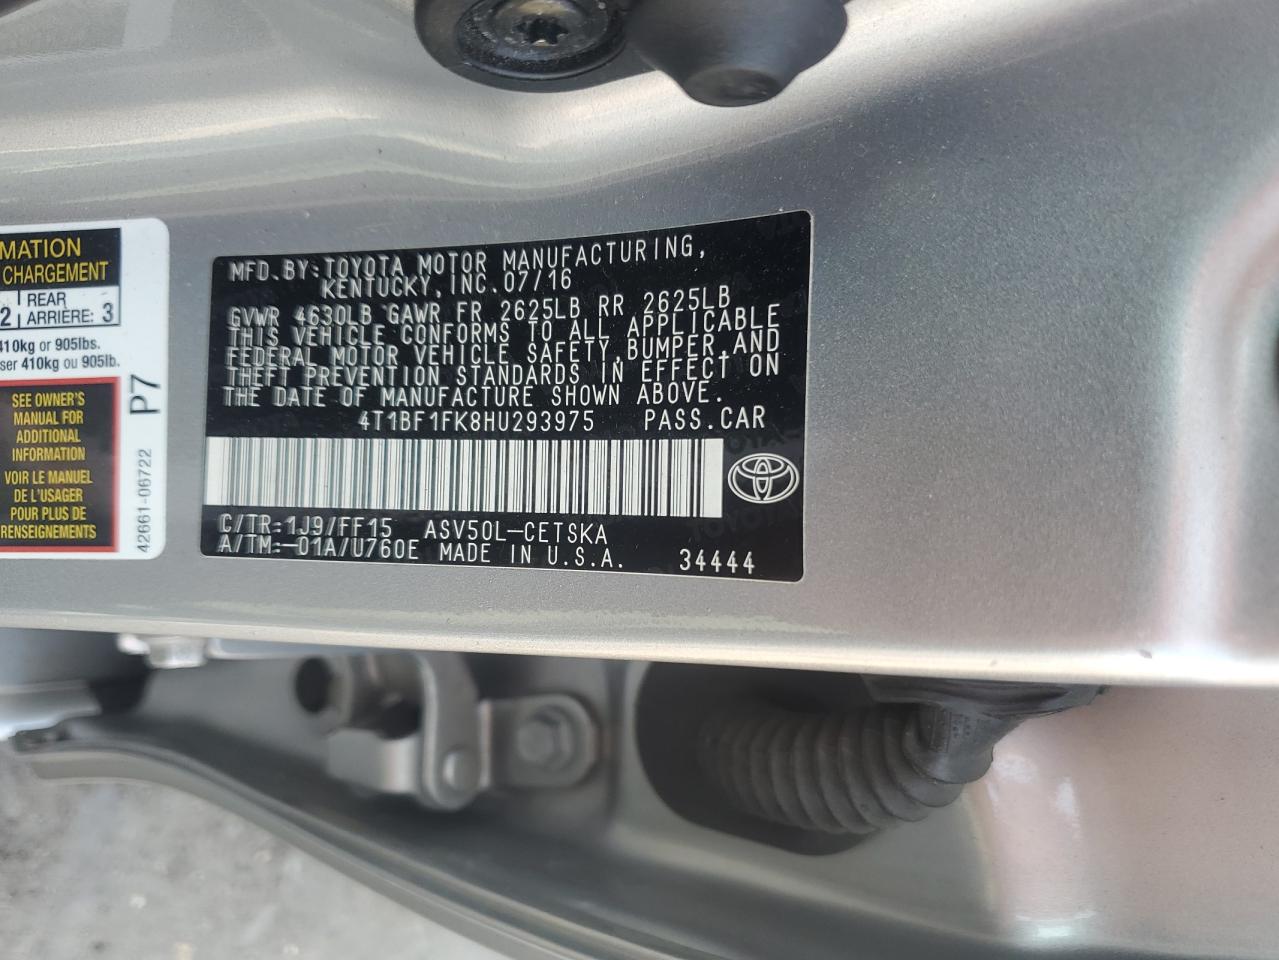 MATION
CHARGEMENT
2 REAR
ARRIÈRE: 3
410kg or 905lbs.
ser 410kg ou 905lb.
SEE OWNER'S
MANUAL FOR
ADDITIONAL
INFORMATION
VOIR LE MANUEL
DE L'USAGER
POUR PLUS DE
RENSEIGNEMENTS
P7
42661-06722
MFD.BY:TOYOTA MOTOR MANUFACTURING,
KENTUCKY,INC.07/16
GVWR 4630LB GAWR FR 2625LB RR 2625LB
THIS VEHICLE CONFORMS TO ALL APPLICABLE
FEDERAL MOTOR VEHICLE SAFETY,BUMPER,AND
THEFT PREVENTION STANDARDS IN EFFECT ON
THE DATE OF MANUFACTURE SHOWN ABOVE.
4T1BF1FK8HU293975 PASS.CAR
C/TR:1J9/FF15 ASV50L-CETSKA
A/TM:-01A/U760E MADE IN U.S.A. 34444